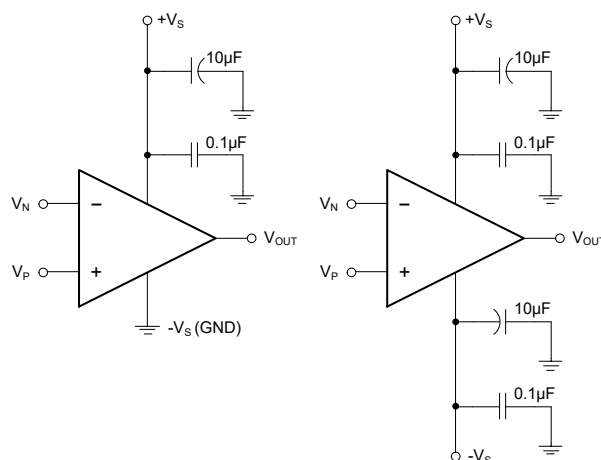 +VS
10µF
0.1µF
VN
−
VOUT
VP
+
-VS (GND)
+VS
10µF
0.1µF
VN
−
VOUT
VP
+
10µF
0.1µF
-VS